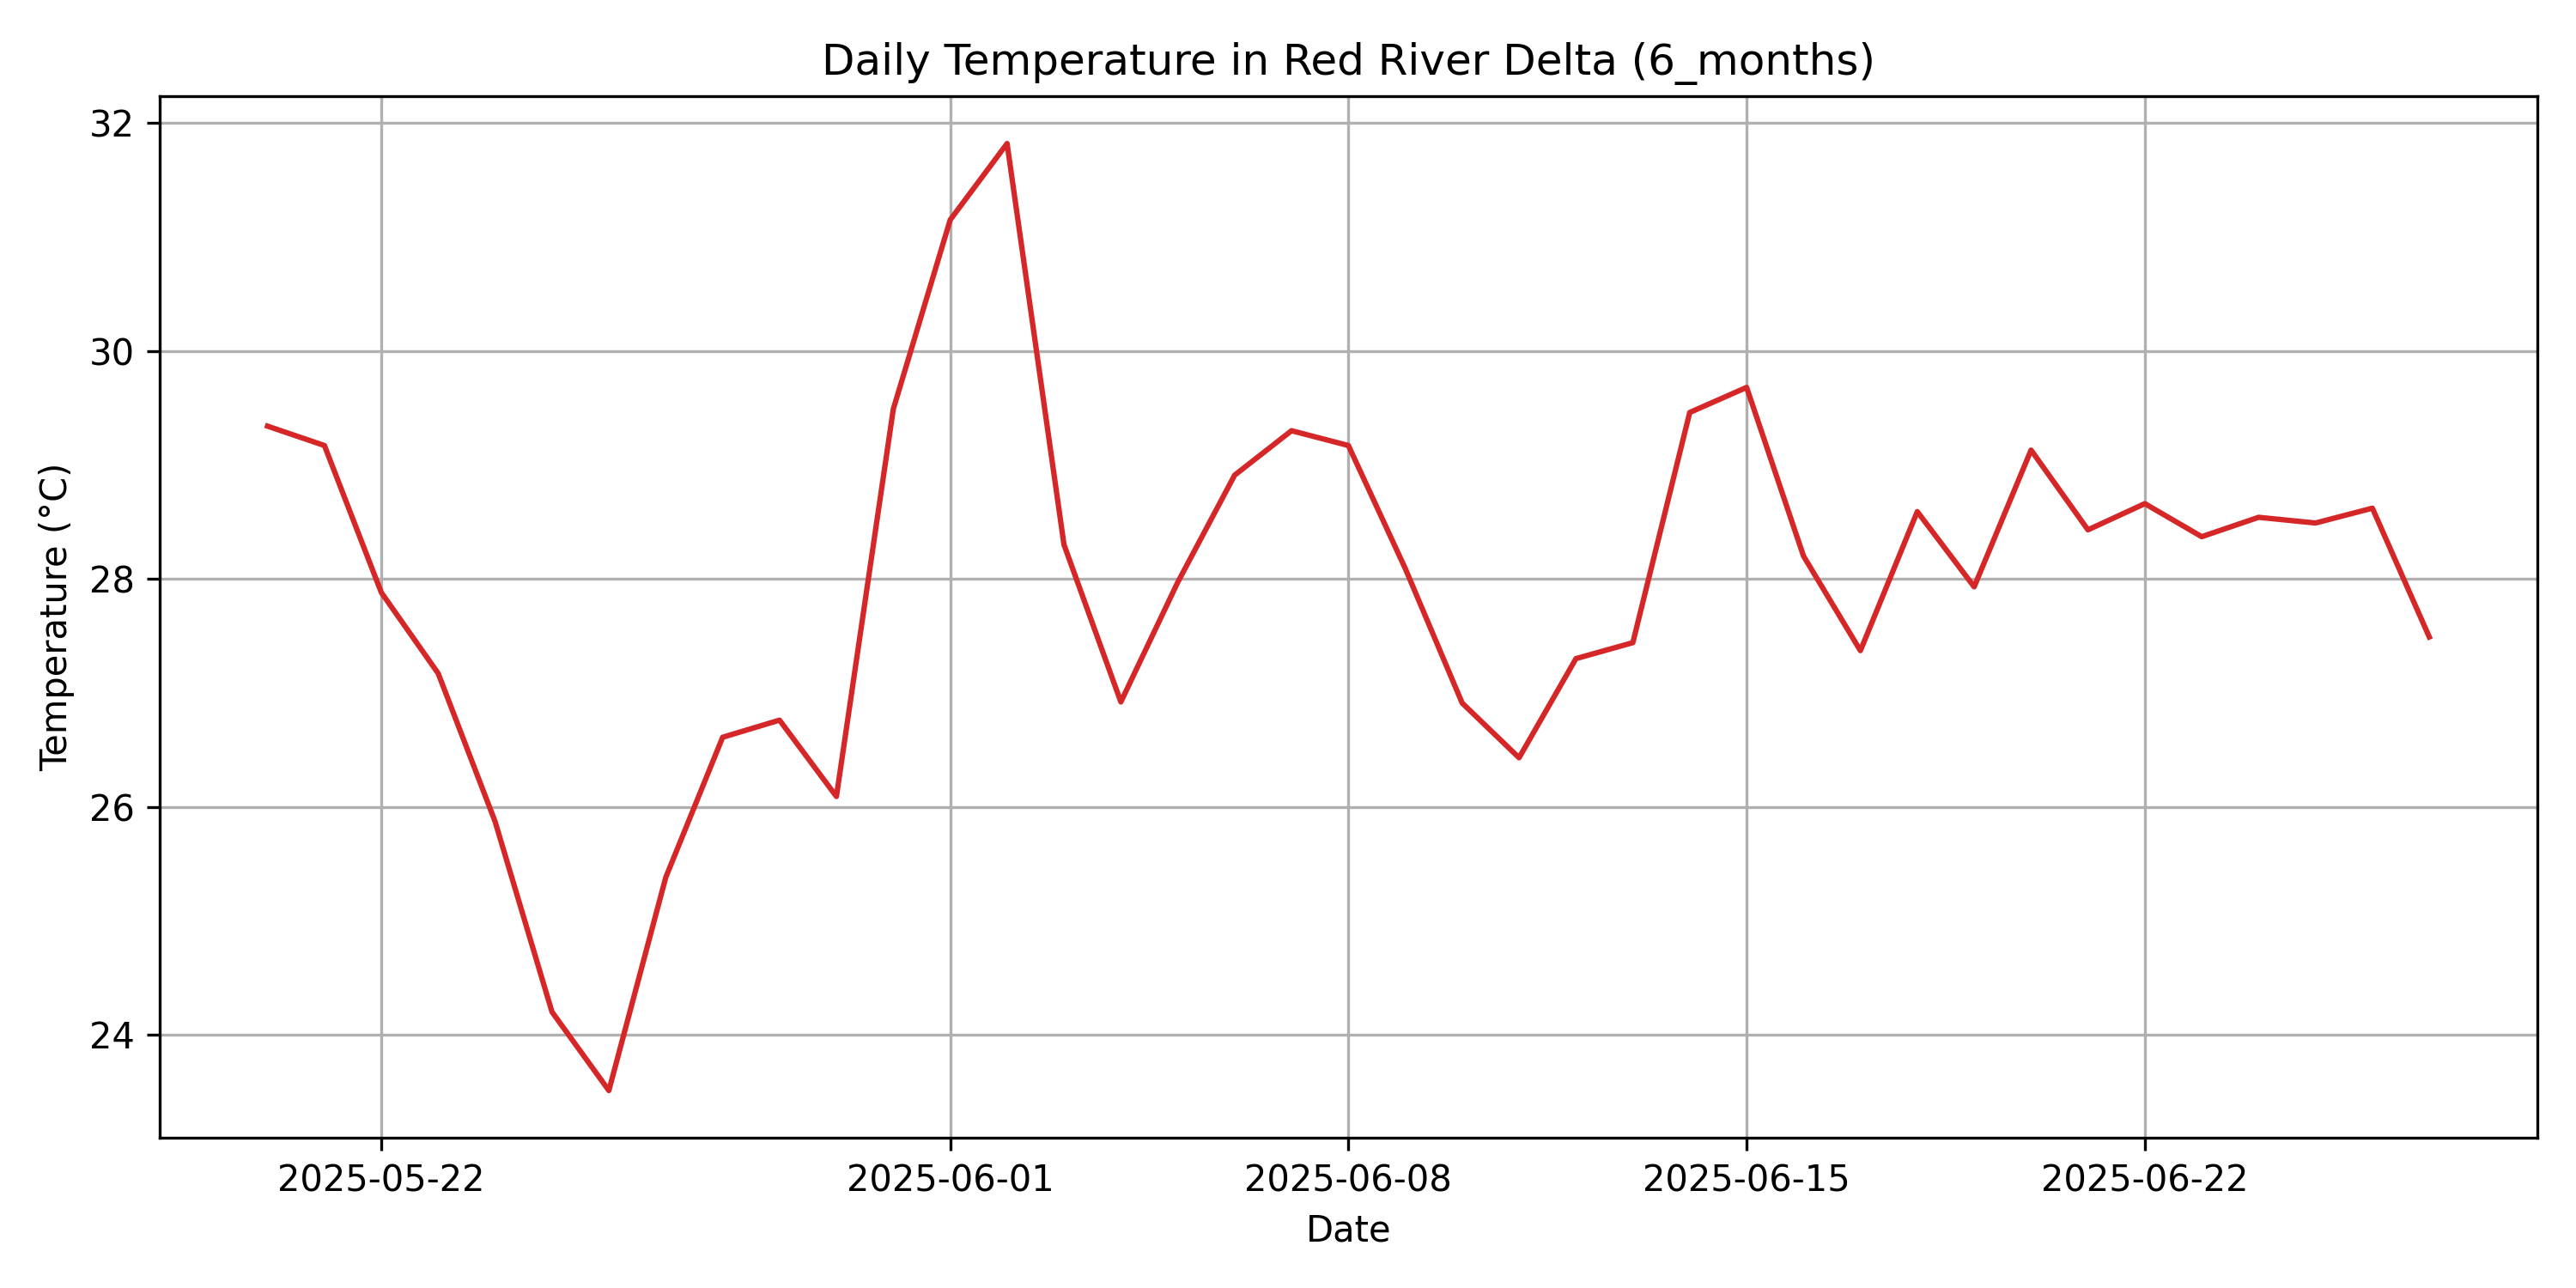 Daily Temperature in Red River Delta (6_months)
32
30
28
26
24
Temperature (°C)
2025-05-22 2025-06-01 2025-06-08 2025-06-15 2025-06-22
Date